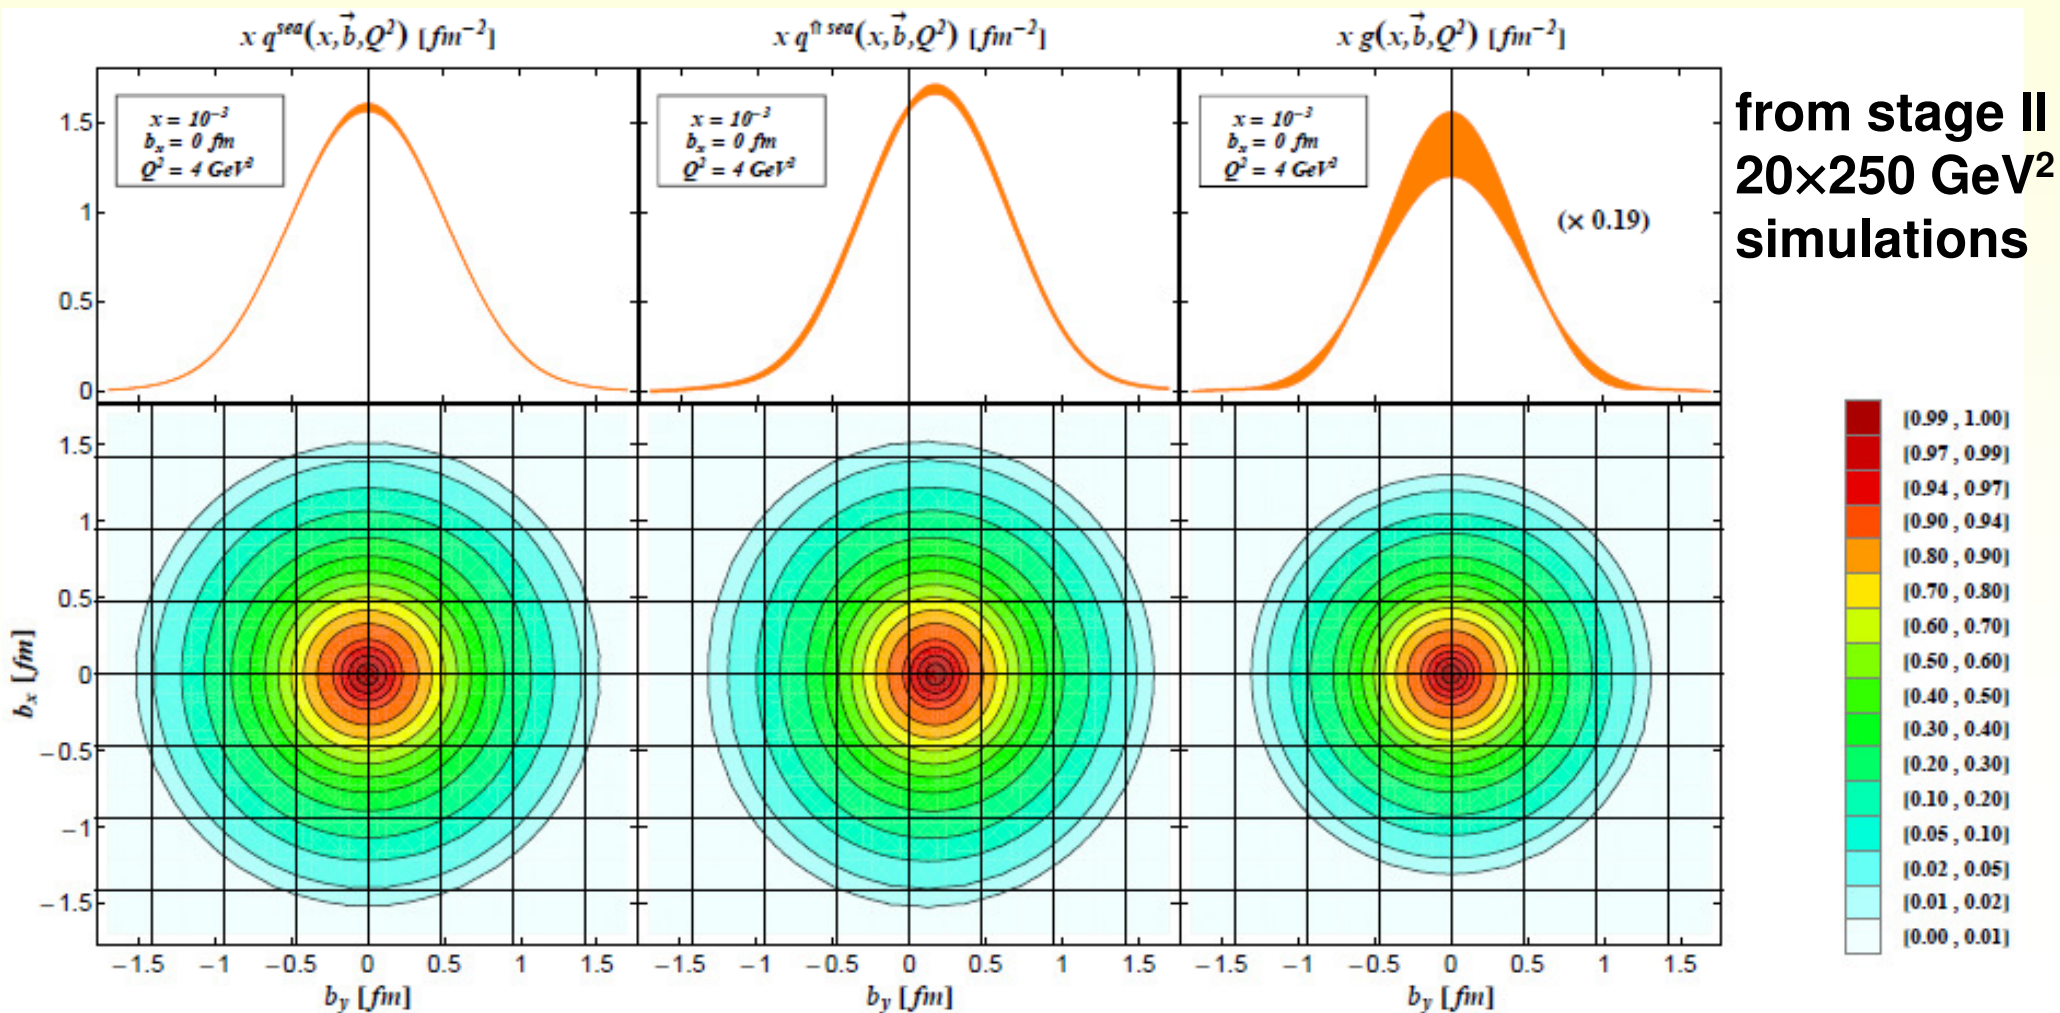 x q^sea(x,b⃗,Q²) [fm⁻²]
x q^⇑ sea(x,b⃗,Q²) [fm⁻²]
x g(x,b⃗,Q²) [fm⁻²]
x = 10⁻³
b_x = 0 fm
Q² = 4 GeV²
x = 10⁻³
b_x = 0 fm
Q² = 4 GeV²
x = 10⁻³
b_x = 0 fm
Q² = 4 GeV²
(× 0.19)
from stage II
20×250 GeV²
simulations
1.5
1
0.5
0
1.5
1
0.5
0
−0.5
−1
−1.5
b_x [fm]
−1.5 −1 −0.5 0 0.5 1 1.5
−1.5 −1 −0.5 0 0.5 1 1.5
−1.5 −1 −0.5 0 0.5 1 1.5
b_y [fm]
b_y [fm]
b_y [fm]
[0.99 , 1.00]
[0.97 , 0.99]
[0.94 , 0.97]
[0.90 , 0.94]
[0.80 , 0.90]
[0.70 , 0.80]
[0.60 , 0.70]
[0.50 , 0.60]
[0.40 , 0.50]
[0.30 , 0.40]
[0.20 , 0.30]
[0.10 , 0.20]
[0.05 , 0.10]
[0.02 , 0.05]
[0.01 , 0.02]
[0.00 , 0.01]